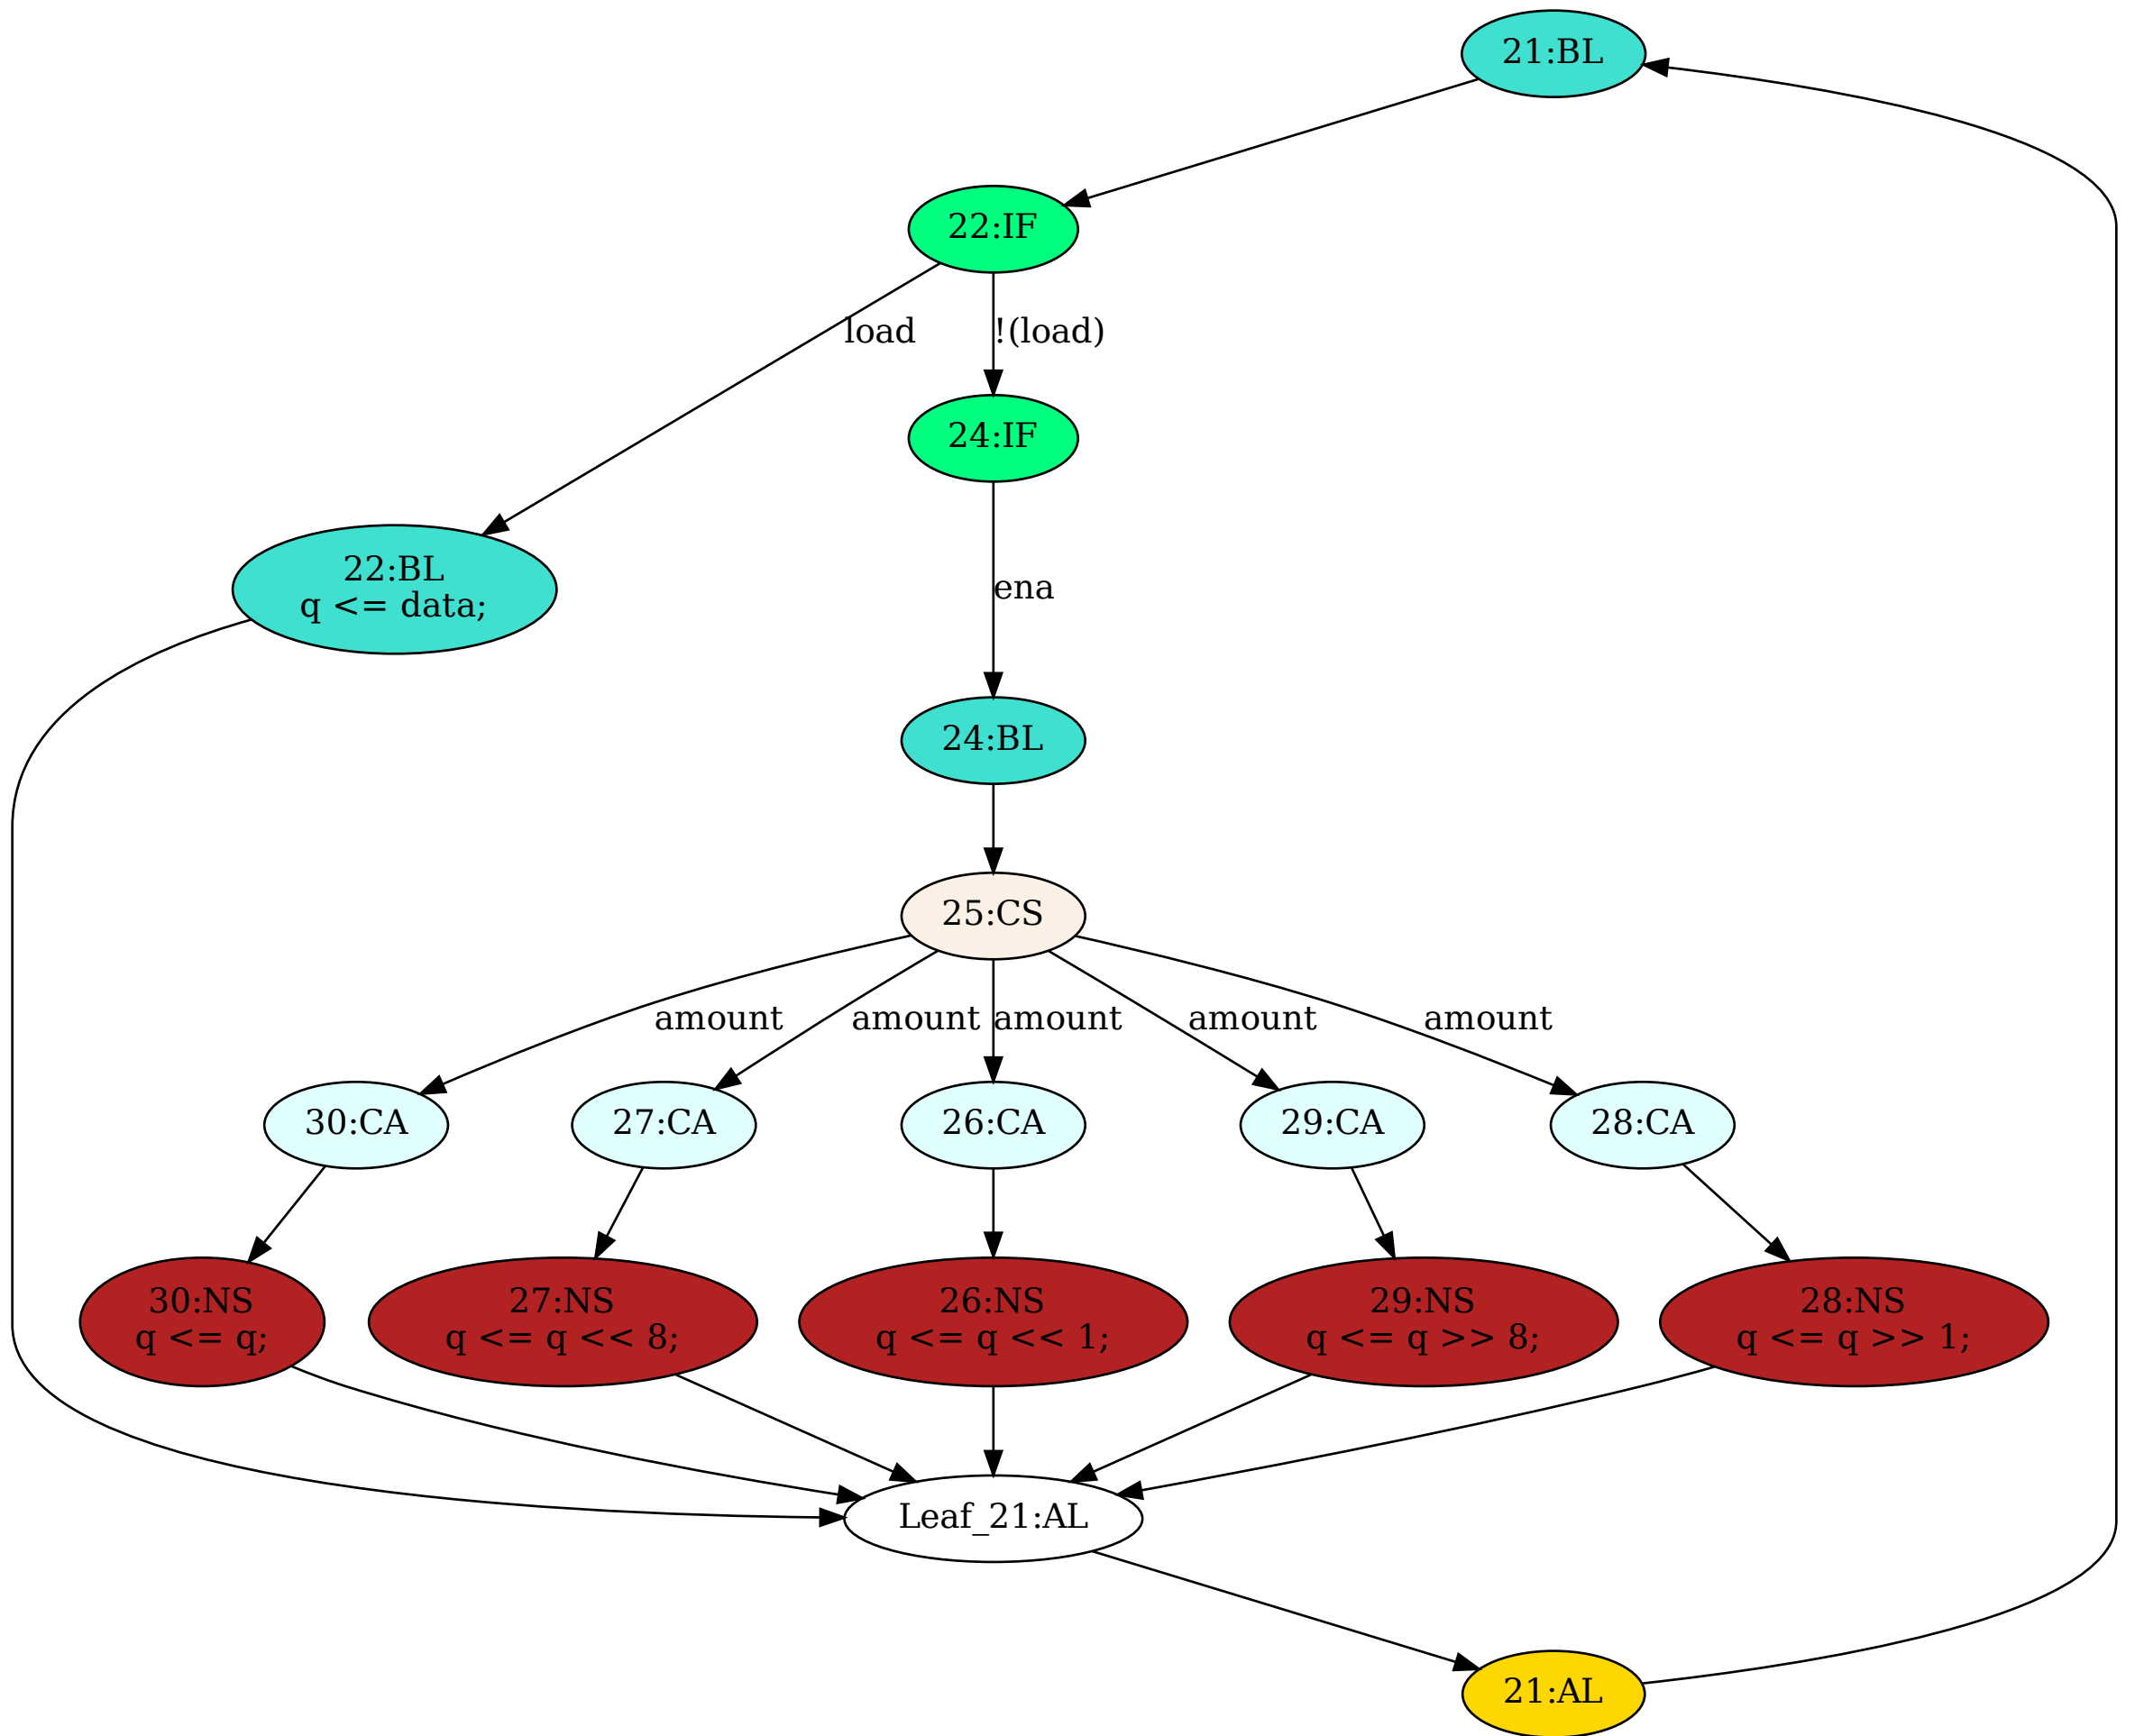 21:BL
22:IF
load
!(load)
24:IF
22:BL
q <= data;
ena
24:BL
25:CS
amount
amount
amount
amount
amount
30:CA
27:CA
26:CA
29:CA
28:CA
30:NS
q <= q;
27:NS
q <= q << 8;
26:NS
q <= q << 1;
29:NS
q <= q >> 8;
28:NS
q <= q >> 1;
Leaf_21:AL
21:AL